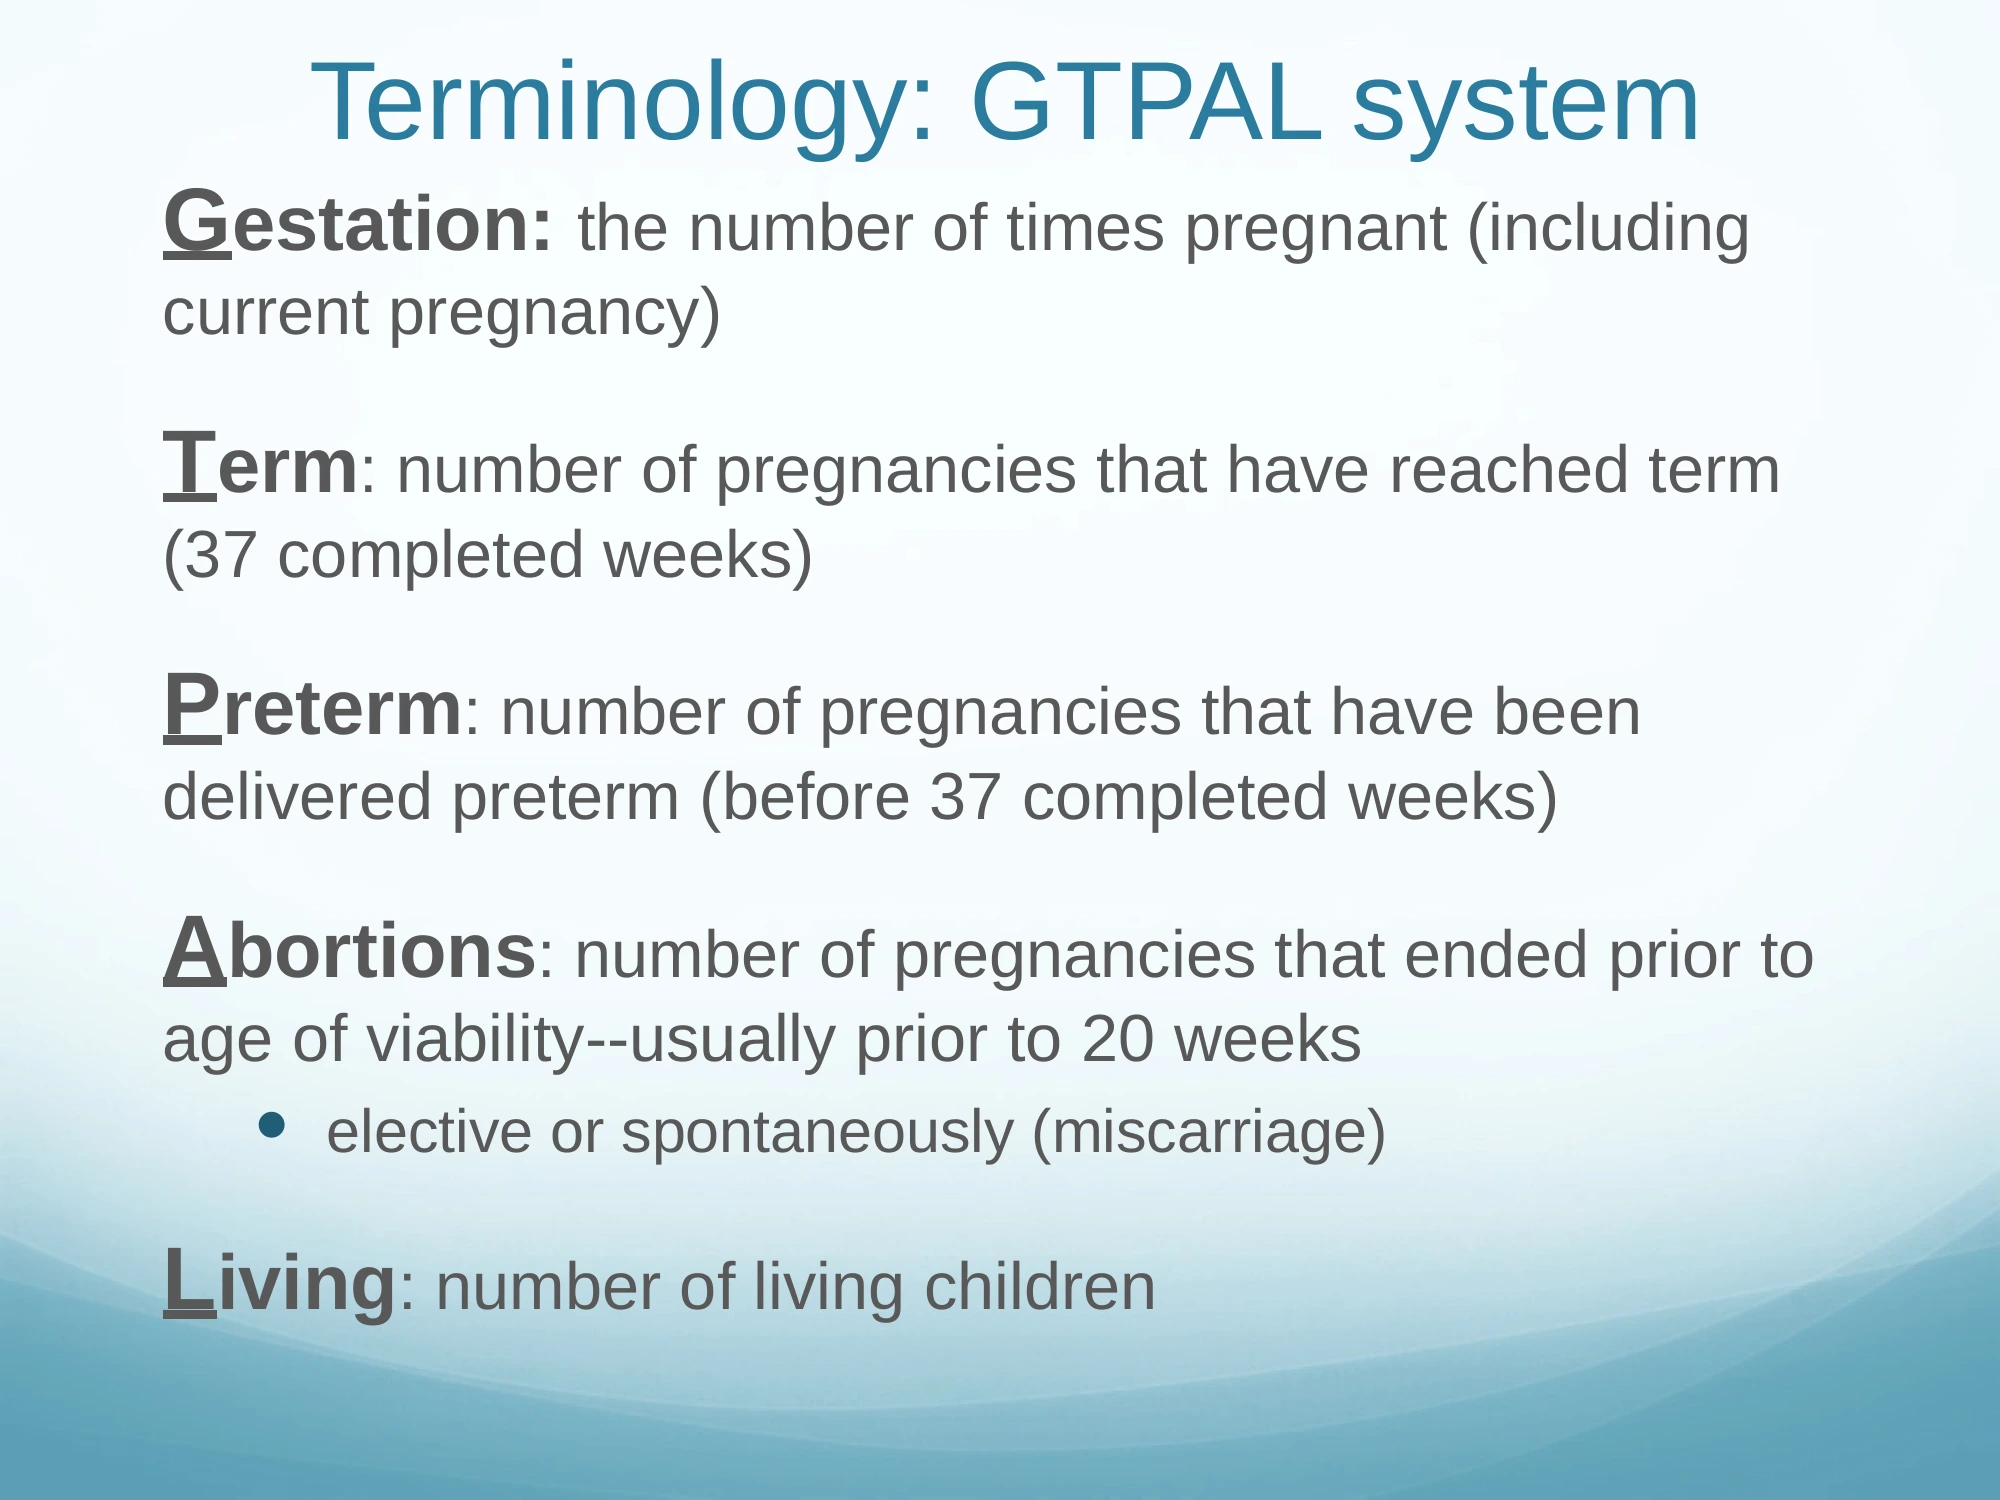 Terminology: GTPAL system
Gestation: the number of times pregnant (including
current pregnancy)
Term: number of pregnancies that have reached term
(37 completed weeks)
Preterm: number of pregnancies that have been
delivered preterm (before 37 completed weeks)
Abortions: number of pregnancies that ended prior to
age of viability--usually prior to 20 weeks
• elective or spontaneously (miscarriage)
Living: number of living children